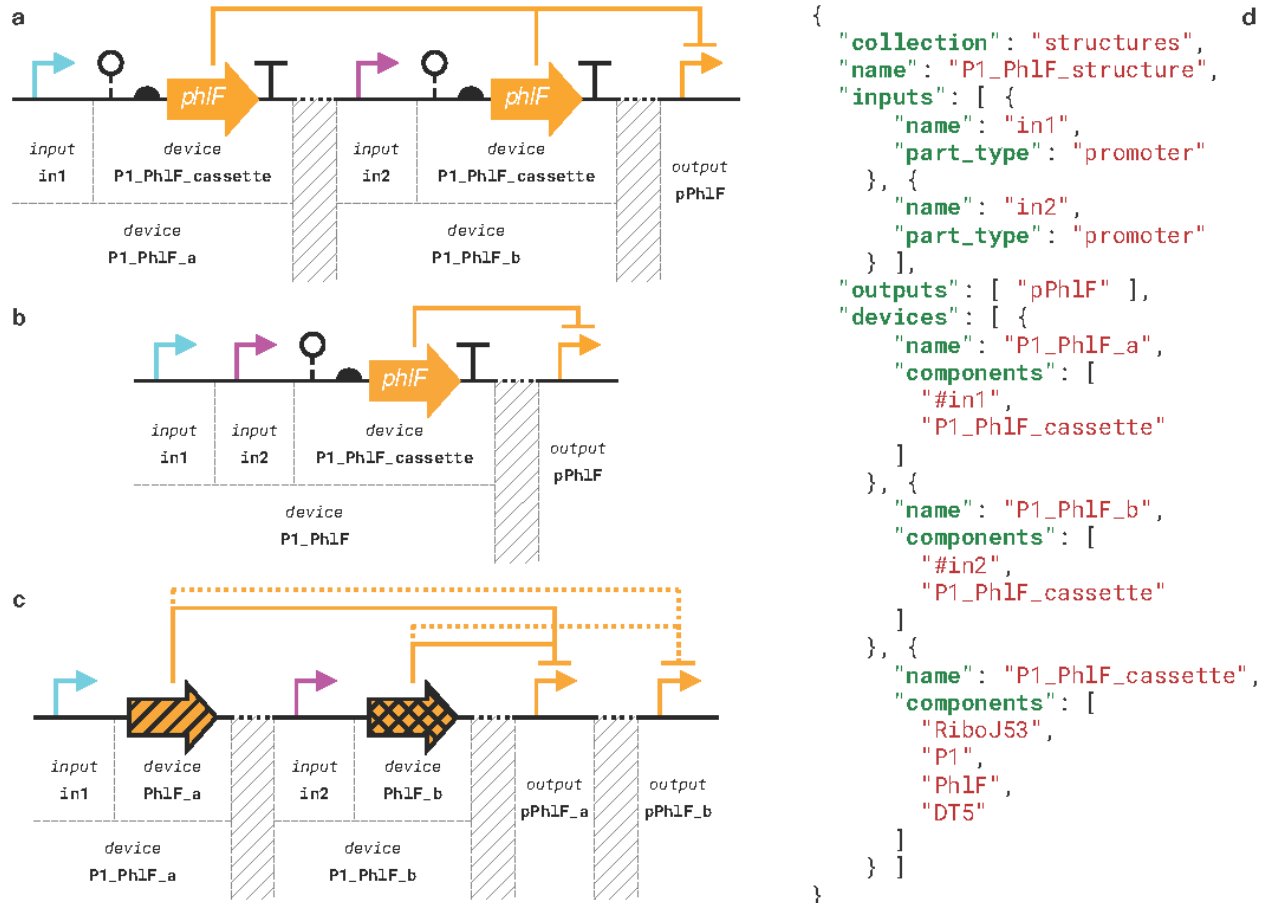 a
phlF
phlF
input
in1
device
P1_PhlF_cassette
input
in2
device
P1_PhlF_cassette
output
pPhlF
device
P1_PhlF_a
device
P1_PhlF_b
b
phlF
input
in1
input
in2
device
P1_PhlF_cassette
output
pPhlF
device
P1_PhlF
c
input
in1
device
PhlF_a
input
in2
device
PhlF_b
output
pPhlF_a
output
pPhlF_b
device
P1_PhlF_a
device
P1_PhlF_b
d
{
"collection": "structures",
"name": "P1_PhlF_structure",
"inputs": [ {
"name": "in1",
"part_type": "promoter"
}, {
"name": "in2",
"part_type": "promoter"
} ],
"outputs": [ "pPhlF" ],
"devices": [ {
"name": "P1_PhlF_a",
"components": [
"#in1",
"P1_PhlF_cassette"
]
}, {
"name": "P1_PhlF_b",
"components": [
"#in2",
"P1_PhlF_cassette"
]
}, {
"name": "P1_PhlF_cassette",
"components": [
"RiboJ53",
"P1",
"PhlF",
"DT5"
]
} ]
}